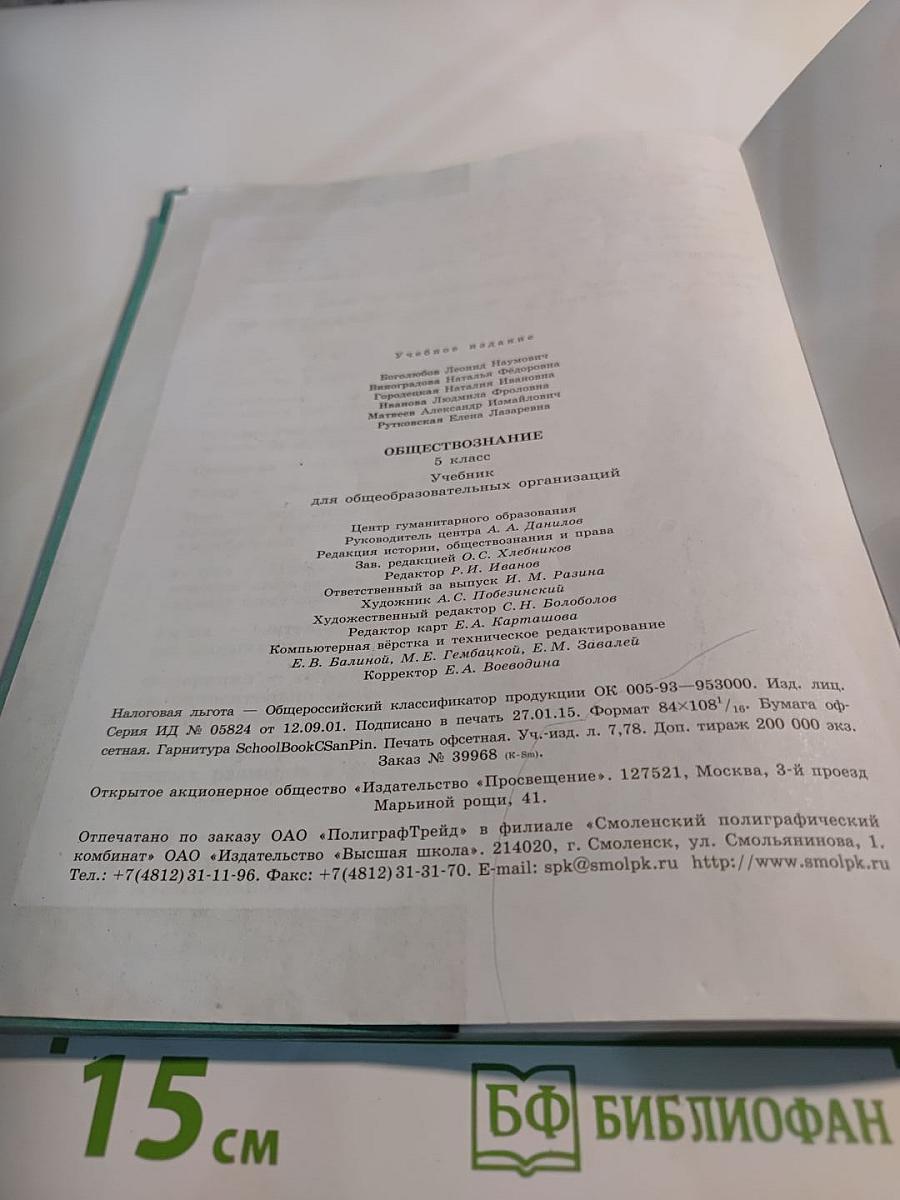 Учебное издание
Боголюбов Леонид Наумович
Виноградова Наталья Фёдоровна
Городецкая Наталия Ивановна
Иванова Людмила Фроловна
Матвеев Александр Измайлович
Рутковская Елена Лазаревна
ОБЩЕСТВОЗНАНИЕ
5 класс
Учебник
для общеобразовательных организаций
Центр гуманитарного образования
Руководитель центра А. А. Данилов
Редакция истории, обществознания и права
Зав. редакцией О. С. Хлебников
Редактор Р. И. Иванов
Ответственный за выпуск И. М. Разина
Художник А. С. Побезинский
Художественный редактор С. Н. Болоболов
Редактор карт Е. А. Карташова
Компьютерная вёрстка и техническое редактирование
Е. В. Балиной, М. Е. Гембацкой, Е. М. Завалей
Корректор Е. А. Воеводина
Налоговая льгота — Общероссийский классификатор продукции ОК 005-93—953000. Изд. лиц.
Серия ИД № 05824 от 12.09.01. Подписано в печать 27.01.15. Формат 84×108¹/₁₆. Бумага оф-
сетная. Гарнитура SchoolBookCSanPin. Печать офсетная. Уч.-изд. л. 7,78. Доп. тираж 200 000 экз.
Заказ № 39968 (К-Sm).
Открытое акционерное общество «Издательство «Просвещение». 127521, Москва, 3-й проезд
Марьиной рощи, 41.
Отпечатано по заказу ОАО «ПолиграфТрейд» в филиале «Смоленский полиграфический
комбинат» ОАО «Издательство «Высшая школа». 214020, г. Смоленск, ул. Смольянинова, 1.
Тел.: +7(4812)31-11-96. Факс: +7(4812)31-31-70. E-mail: spk@smolpk.ru http://www.smolpk.ru
15 см
БФ БИБЛИОФАН